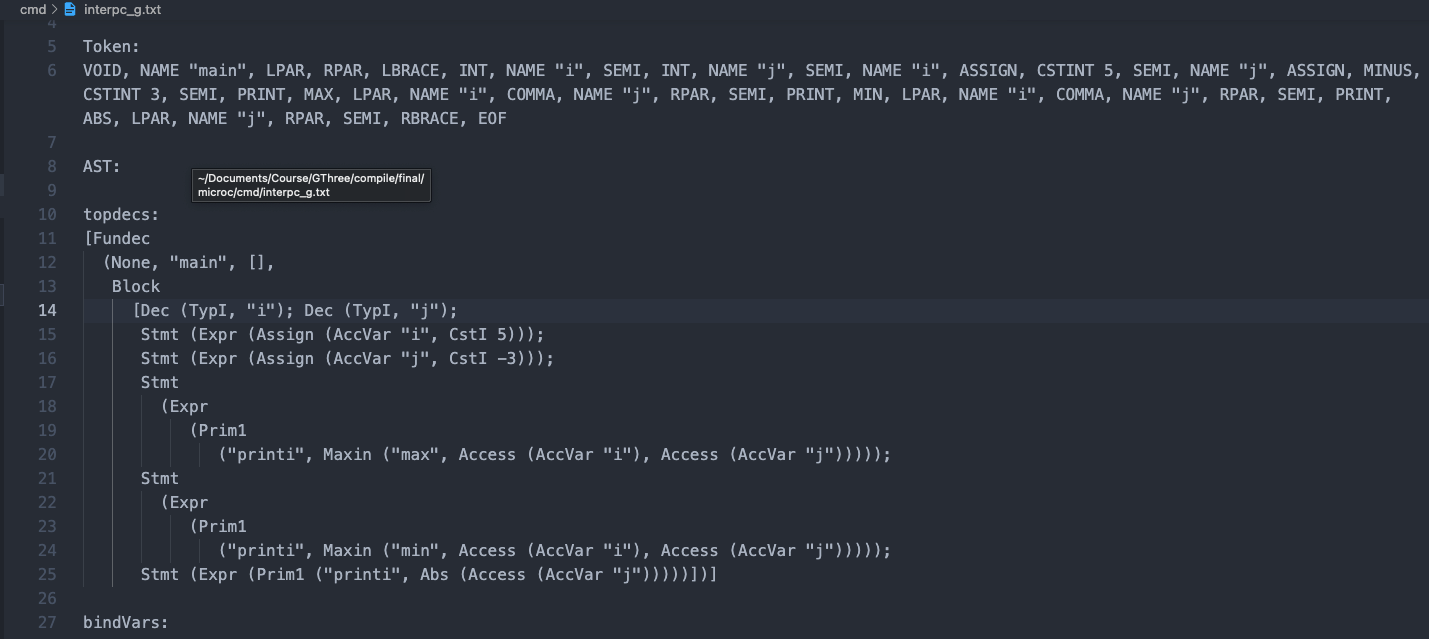 cmd > interpc_g.txt
4
5 Token:
6 VOID, NAME "main", LPAR, RPAR, LBRACE, INT, NAME "i", SEMI, INT, NAME "j", SEMI, NAME "i", ASSIGN, CSTINT 5, SEMI, NAME "j", ASSIGN, MINUS,
CSTINT 3, SEMI, PRINT, MAX, LPAR, NAME "i", COMMA, NAME "j", RPAR, SEMI, PRINT, MIN, LPAR, NAME "i", COMMA, NAME "j", RPAR, SEMI, PRINT,
ABS, LPAR, NAME "j", RPAR, SEMI, RBRACE, EOF
7
8 AST:
~/Documents/Course/GThree/compile/final/
microc/cmd/interpc_g.txt
9
10 topdecs:
11 [Fundec
12   (None, "main", [],
13    Block
14      [Dec (TypI, "i"); Dec (TypI, "j");
15       Stmt (Expr (Assign (AccVar "i", CstI 5)));
16       Stmt (Expr (Assign (AccVar "j", CstI -3)));
17       Stmt
18         (Expr
19            (Prim1
20               ("printi", Maxin ("max", Access (AccVar "i"), Access (AccVar "j")))));
21       Stmt
22         (Expr
23            (Prim1
24               ("printi", Maxin ("min", Access (AccVar "i"), Access (AccVar "j")))));
25       Stmt (Expr (Prim1 ("printi", Abs (Access (AccVar "j")))))])]
26
27 bindVars: